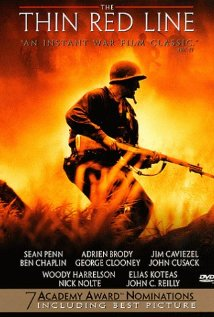 THE
THIN RED LINE
"AN INSTANT WAR FILM CLASSIC."
SEAN PENN ADRIEN BRODY JIM CAVIEZEL
BEN CHAPLIN GEORGE CLOONEY JOHN CUSACK
WOODY HARRELSON ELIAS KOTEAS
NICK NOLTE JOHN C. REILLY
DVD
7 ACADEMY AWARD NOMINATIONS
INCLUDING BEST PICTURE